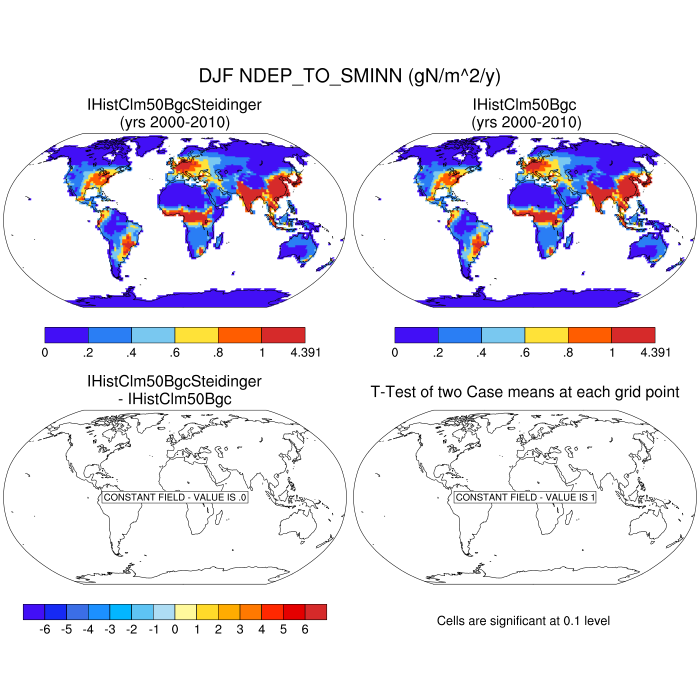 DJF NDEP_TO_SMINN (gN/m^2/y)
IHistClm50BgcSteidinger
(yrs 2000-2010)
IHistClm50Bgc
(yrs 2000-2010)
0 .2 .4 .6 .8 1 4.391
0 .2 .4 .6 .8 1 4.391
IHistClm50BgcSteidinger
- IHistClm50Bgc
T-Test of two Case means at each grid point
CONSTANT FIELD - VALUE IS .0
CONSTANT FIELD - VALUE IS 1
-6 -5 -4 -3 -2 -1 0 1 2 3 4 5 6
Cells are significant at 0.1 level